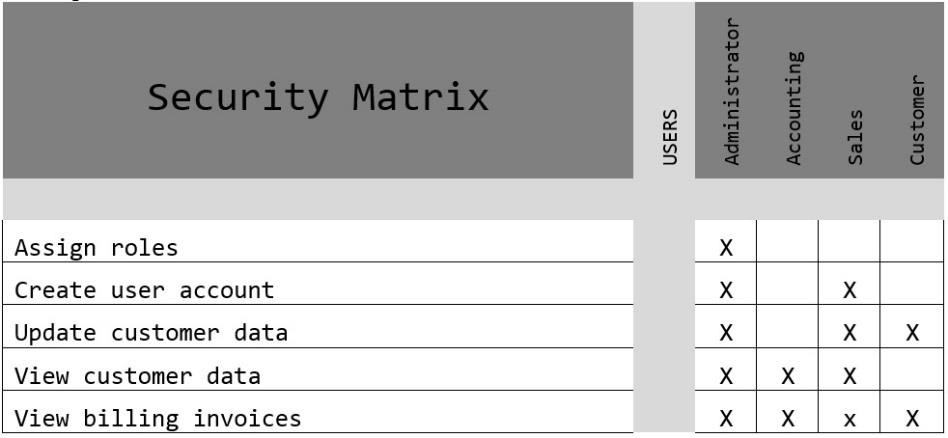 Security Matrix
USERS
Administrator
Accounting
Sales
Customer
Assign roles X
Create user account X X
Update customer data X X X
View customer data X X X
View billing invoices X X x X